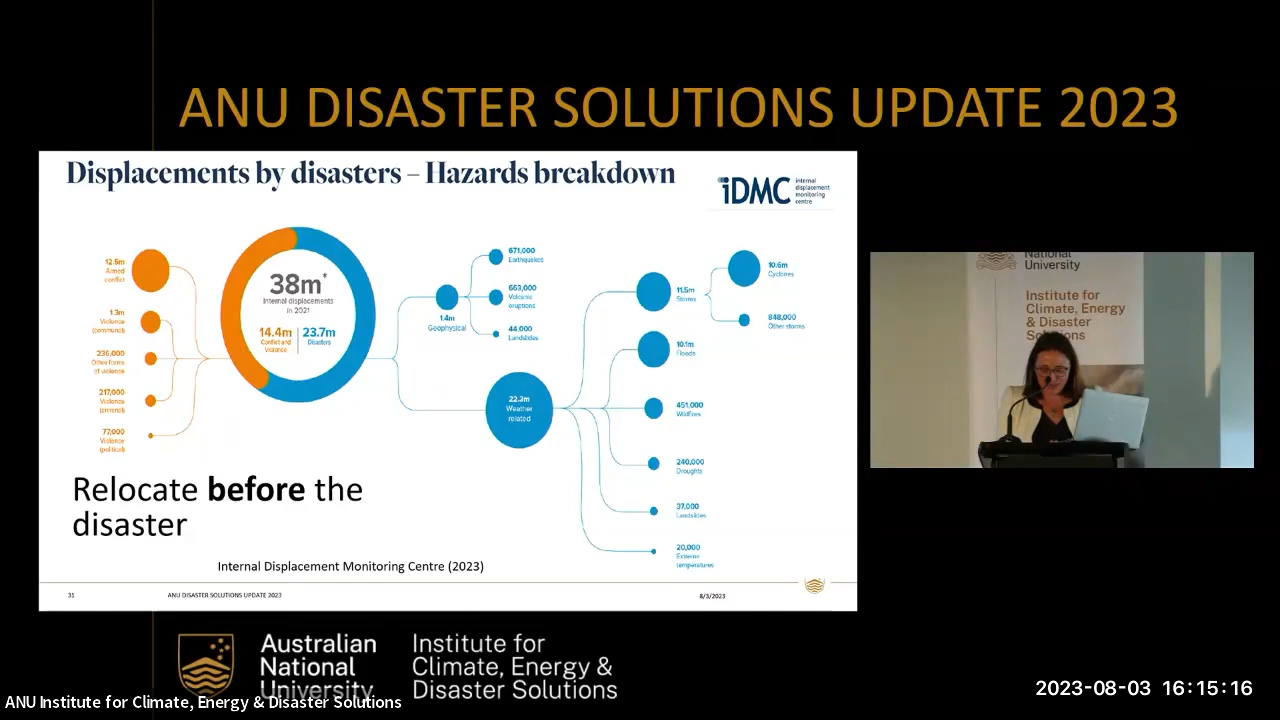 ANU DISASTER SOLUTIONS UPDATE 2023
Displacements by disasters – Hazards breakdown
iDMC
internal
displacement
monitoring
centre
12.5m
Armed
conflict
1.3m
Violence
(communal)
236,000
Other forms
of violence
217,000
Violence
(criminal)
77,000
Violence
(political)
38m
Internal displacements
in 2021
14.4m
Conflict and
Violence
23.7m
Disasters
1.4m
Geophysical
671,000
Earthquakes
663,000
Volcanic
eruptions
44,000
Landslides
22.3m
Weather
related
11.5m
Storms
10.6m
Cyclones
848,000
Other storms
10.1m
Floods
451,000
Wildfires
240,000
Droughts
37,000
Landslides
20,000
Extreme
temperatures
Relocate before the
disaster
Internal Displacement Monitoring Centre (2023)
31
ANU DISASTER SOLUTIONS UPDATE 2023
8/3/2023
National
University
Institute for
Climate, Energy
& Disaster
Solutions
Australian
National
University
Institute for
Climate, Energy &
Disaster Solutions
ANU Institute for Climate, Energy & Disaster Solutions
2023-08-03 16:15:16